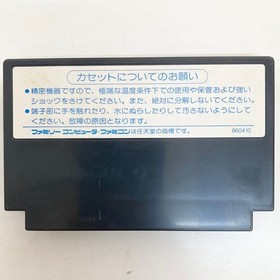 カセットについてのお願い
●精密機器ですので、極端な温度条件下での使用や保管および強い
ショックをさけてください。また、絶対に分解しないでください。
●端子部に手を触れたり、水にぬらしたりして汚さないようにして
ください。故障の原因となります。
ファミリーコンピュータ・ファミコンは任天堂の商標です。 860410